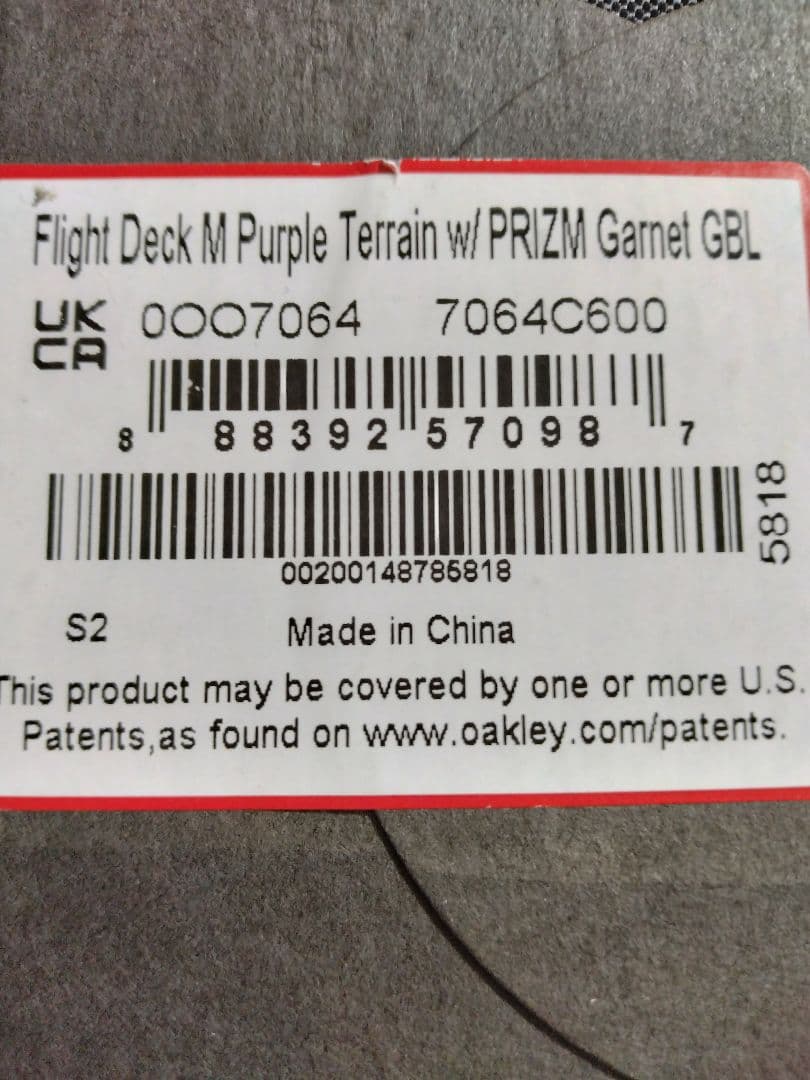 Flight Deck M Purple Terrain w/ PRIZM Garnet GBL
UK CA 0OO7064 7064C600
8 88392 57098 7
00200148785818
5818
S2 Made in China
This product may be covered by one or more U.S.
Patents,as found on www.oakley.com/patents.